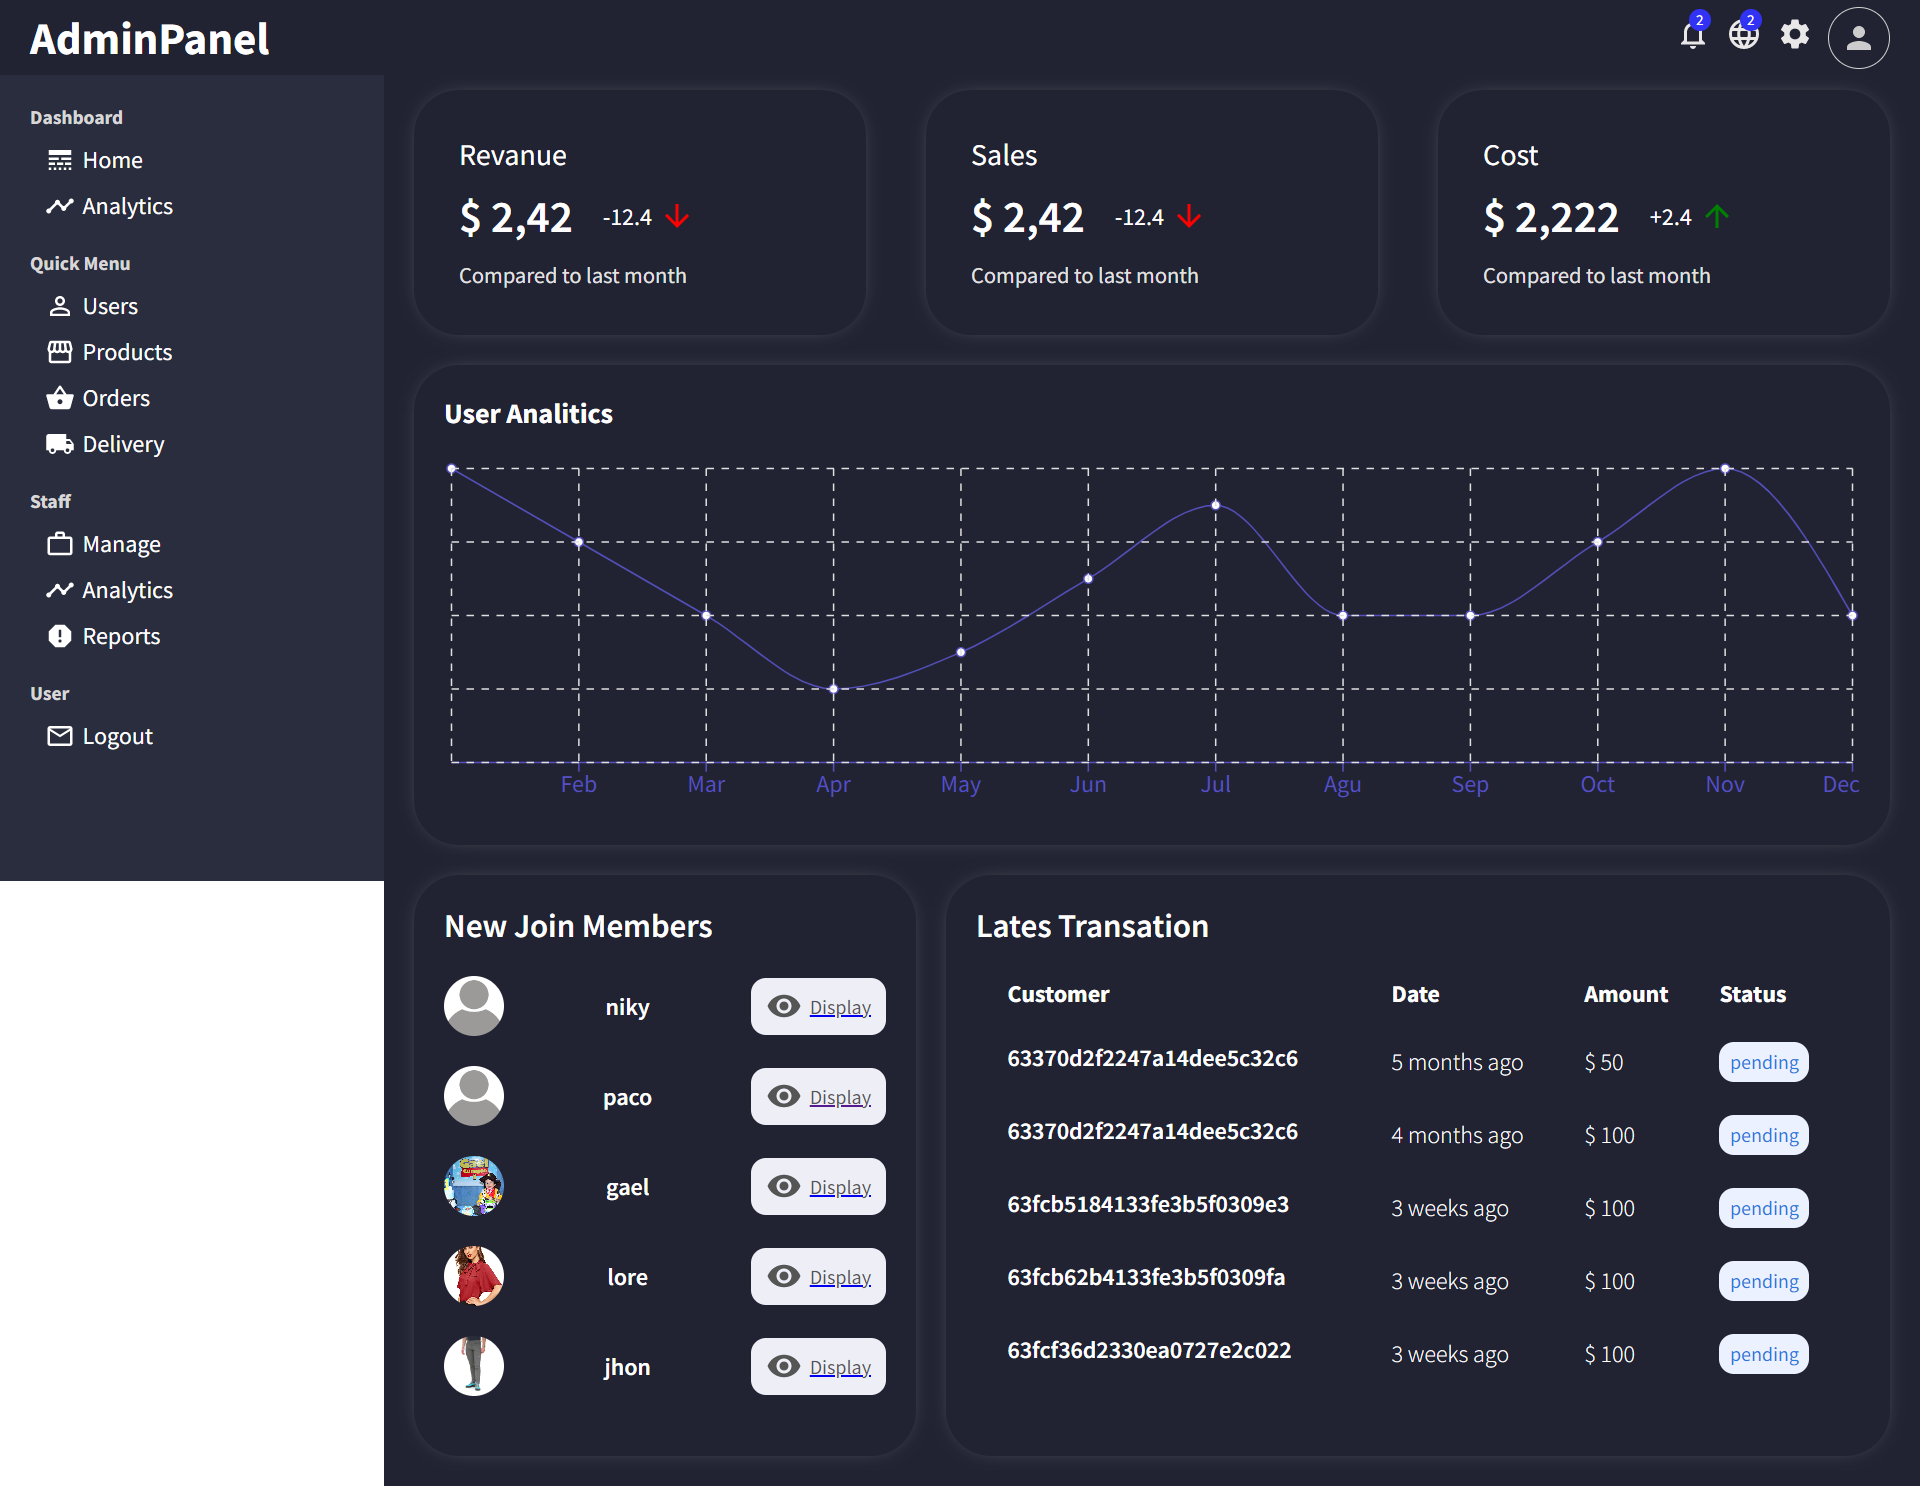 AdminPanel
2
2
Dashboard
Home
Analytics
Quick Menu
Users
Products
Orders
Delivery
Staff
Manage
Analytics
Reports
User
Logout
Revanue
$ 2,42 -12.4
Compared to last month
Sales
$ 2,42 -12.4
Compared to last month
Cost
$ 2,222 +2.4
Compared to last month
User Analitics
Feb Mar Apr May Jun Jul Agu Sep Oct Nov Dec
New Join Members
niky Display
paco Display
gael Display
lore Display
jhon Display
Lates Transation
Customer Date Amount Status
63370d2f2247a14dee5c32c6 5 months ago $ 50 pending
63370d2f2247a14dee5c32c6 4 months ago $ 100 pending
63fcb5184133fe3b5f0309e3 3 weeks ago $ 100 pending
63fcb62b4133fe3b5f0309fa 3 weeks ago $ 100 pending
63fcf36d2330ea0727e2c022 3 weeks ago $ 100 pending